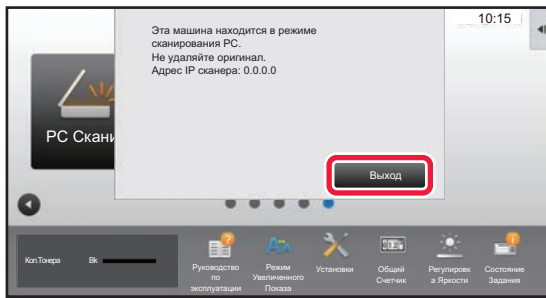 10:15
Эта машина находится в режиме
сканирования PC.
Не удаляйте оригинал.
Адрес IP сканера: 0.0.0.0
PC Скани
Выход
Кол.Тонера Bk
Руководство
по
эксплуатации
Режим
Увеличенного
Показа
Установки
Общий
Счетчик
Регулировк
а Яркости
Состояние
Задания